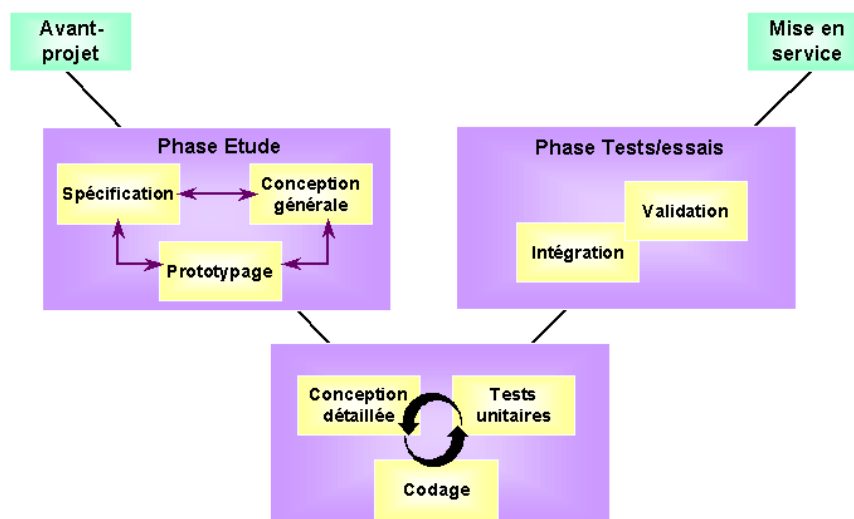 Avant-
projet
Mise en
service
Phase Etude
Spécification
Conception
générale
Prototypage
Phase Tests/essais
Validation
Intégration
Conception
détaillée
Tests
unitaires
Codage